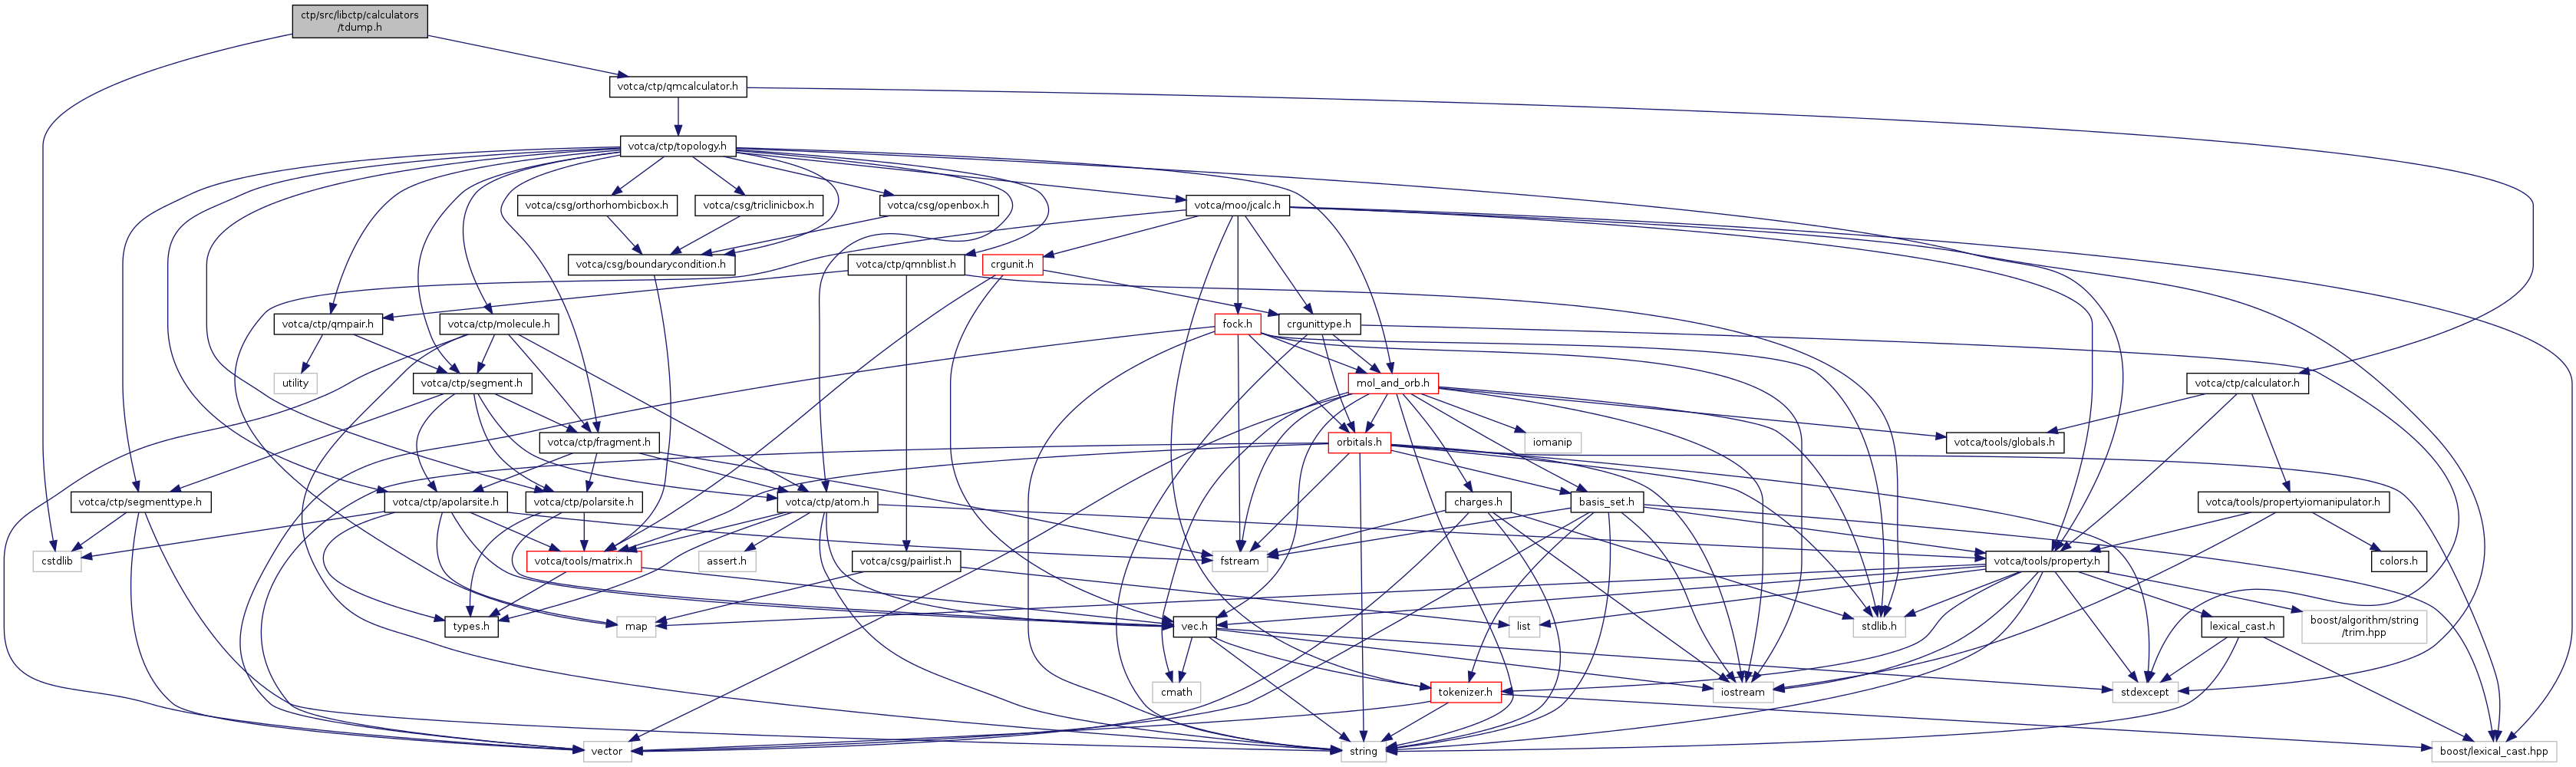 ctp/src/libctp/calculators
/tdump.h
votca/ctp/qmcalculator.h
votca/ctp/topology.h
votca/csg/orthorhombicbox.h
votca/csg/triclinicbox.h
votca/csg/openbox.h
votca/moo/jcalc.h
votca/csg/boundarycondition.h
votca/ctp/qmnblist.h
crgunit.h
votca/ctp/qmpair.h
votca/ctp/molecule.h
fock.h
crgunittype.h
utility
votca/ctp/segment.h
mol_and_orb.h
votca/ctp/calculator.h
votca/ctp/fragment.h
orbitals.h
iomanip
votca/tools/globals.h
votca/ctp/segmenttype.h
votca/ctp/apolarsite.h
votca/ctp/polarsite.h
votca/ctp/atom.h
charges.h
basis_set.h
votca/tools/propertyiomanipulator.h
cstdlib
votca/tools/matrix.h
assert.h
votca/csg/pairlist.h
fstream
votca/tools/property.h
colors.h
types.h
map
vec.h
list
stdlib.h
lexical_cast.h
boost/algorithm/string
/trim.hpp
cmath
tokenizer.h
iostream
stdexcept
vector
string
boost/lexical_cast.hpp